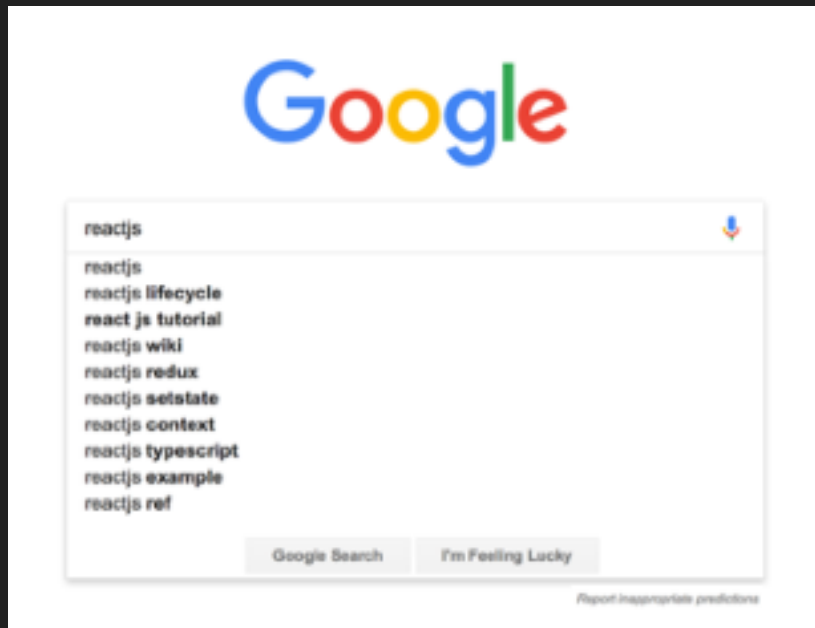 Google
reactjs
reactjs
reactjs lifecycle
react js tutorial
reactjs wiki
reactjs redux
reactjs setstate
reactjs context
reactjs typescript
reactjs example
reactjs ref
Google Search I'm Feeling Lucky
Report inappropriate predictions